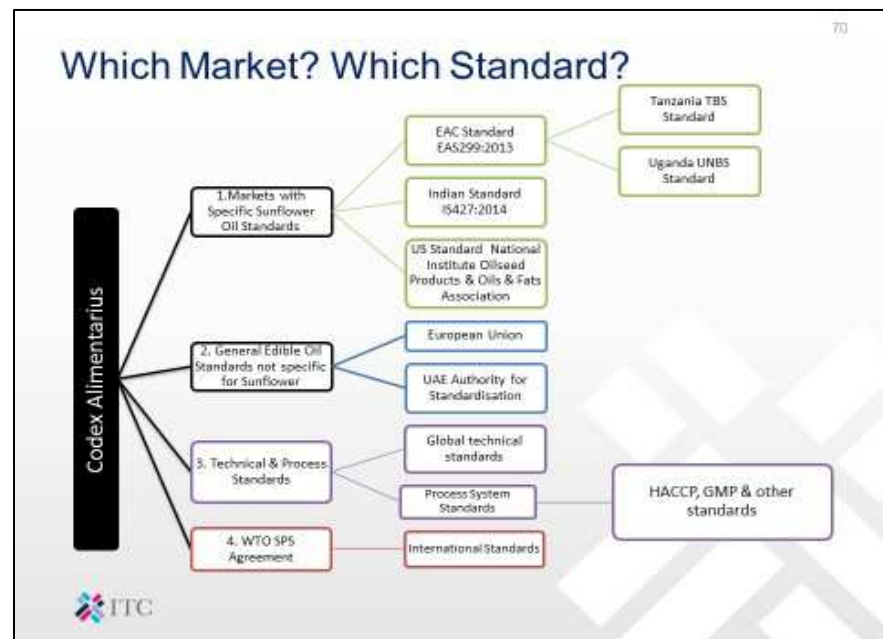 70
Which Market? Which Standard?
Codex Alimentarius
1.Markets with
Specific Sunflower
Oil Standards
EAC Standard
EAS299:2013
Tanzania TBS
Standard
Uganda UNBS
Standard
Indian Standard
IS427:2014
US Standard National
Institute Oilseed
Products & Oils & Fats
Association
2. General Edible Oil
Standards not specific
for Sunflower
European Union
UAE Authority for
Standardisation
3. Technical & Process
Standards
Global technical
standards
Process System
Standards
HACCP, GMP & other
standards
4. WTO SPS
Agreement
International Standards
ITC